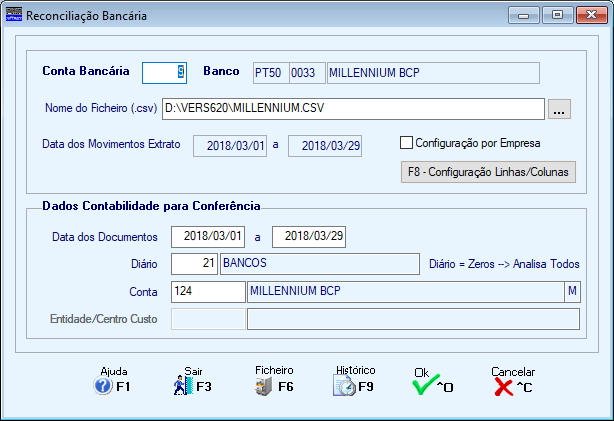 Reconciliação Bancária
Conta Bancária 9 Banco PT50 0033 MILLENNIUM BCP
Nome do Ficheiro (.csv) D:\VERS620\MILLENNIUM.CSV ...
Data dos Movimentos Extrato 2018/03/01 a 2018/03/29 Configuração por Empresa
F8 - Configuração Linhas/Colunas
Dados Contabilidade para Conferência
Data dos Documentos 2018/03/01 a 2018/03/29
Diário 21 BANCOS Diário = Zeros --> Analisa Todos
Conta 124 MILLENNIUM BCP M
Entidade/Centro Custo
Ajuda Sair Ficheiro Histórico Ok Cancelar
F1 F3 F6 F9 ^O ^C